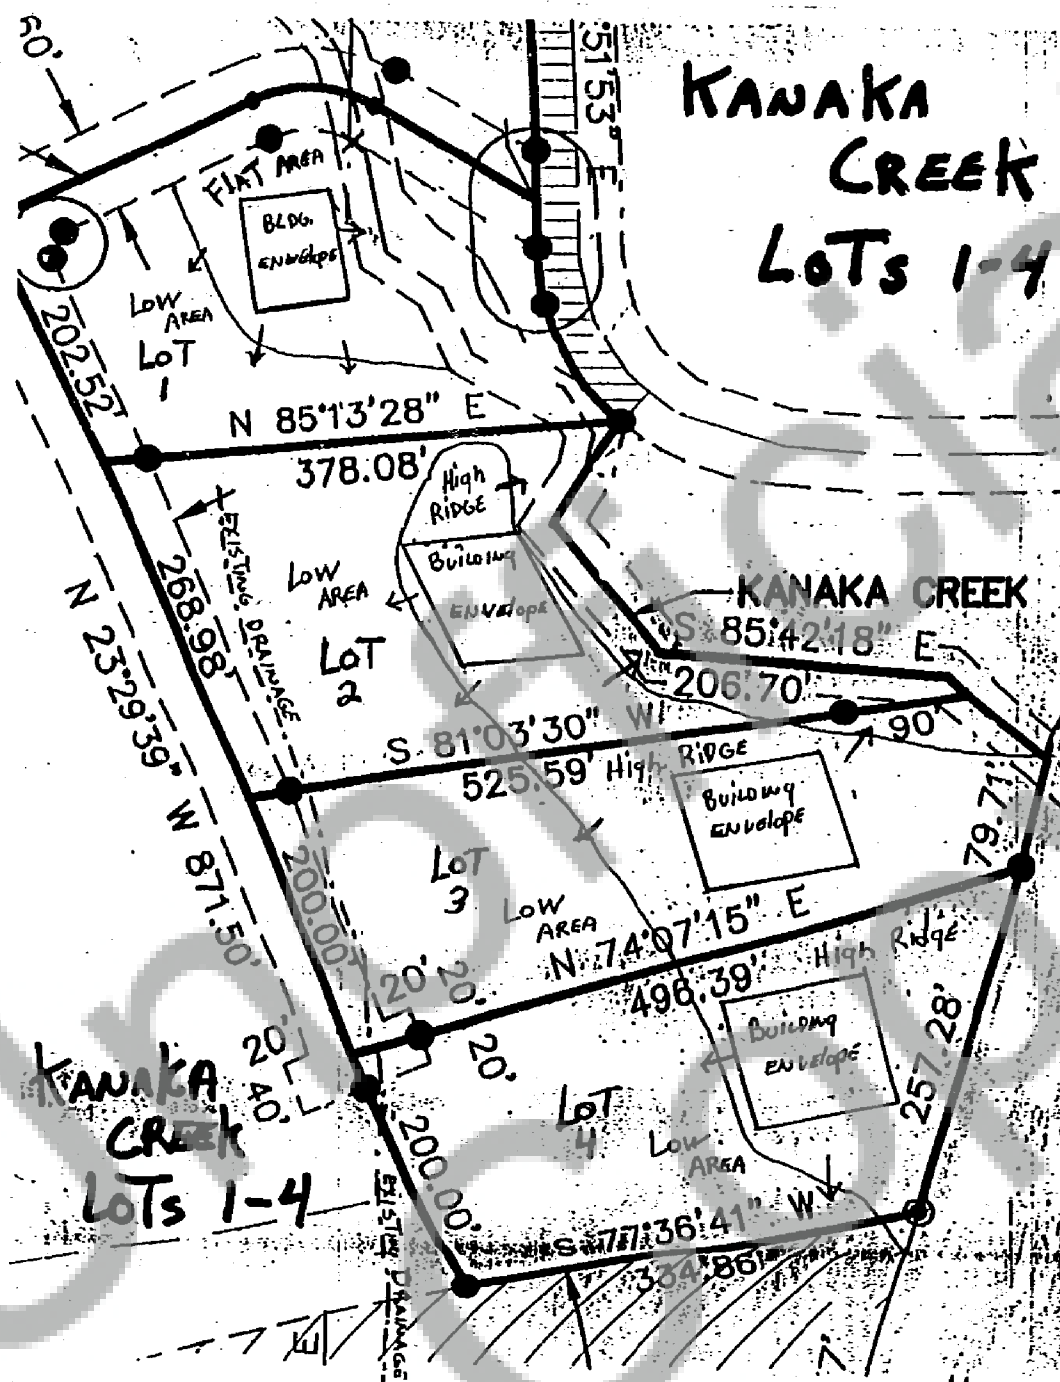 60'
51'53" E
KANAKA
CREEK
LoTs 1-4
FLAT AREA
BLDG.
ENVELOPE
LOW
AREA
LOT
1
202.52'
N 85°13'28" E
378.08'
High
RIDGE
BUILDING
ENVELOPE
EXISTING DRAINAGE
LOW
AREA
LOT
2
268.98'
KANAKA CREEK
S 85°42'18" E
206.70'
N 23°29'39" W 871.50'
S 81°03'30" W
525.59'
90'
High RIDGE
BUILDING
ENVELOPE
79.71'
LOT
3
LOW
AREA
200.00'
N 74°07'15" E
496.39'
High Ridge
20'
20'
20'
20'
40'
BUILDING
ENVELOPE
257.28'
KANAKA
CREEK
LOTs 1-4
LOT
4
LOW
AREA
200.00'
EXISTING DRAINAGE
S 77°36'41" W
334.86'
E
7'